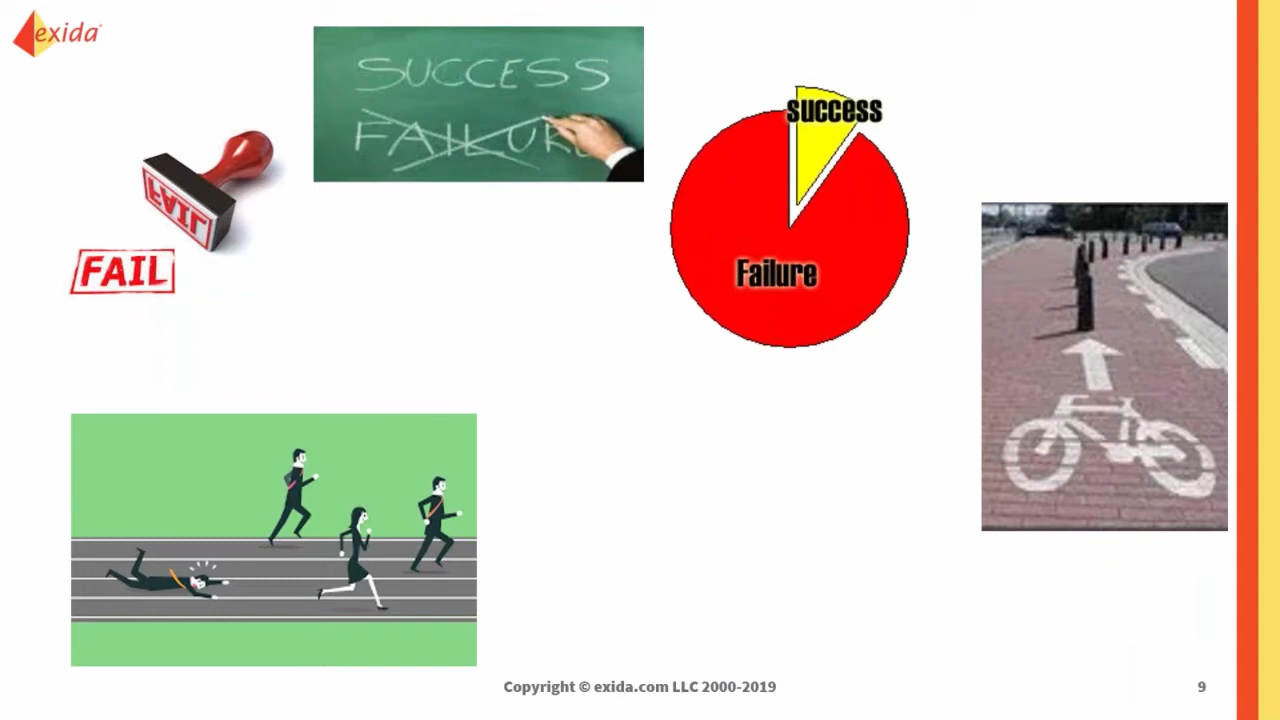 exida
SUCCESS
FAILURE
success
Failure
FAIL
FAIL
Copyright © exida.com LLC 2000-2019
9